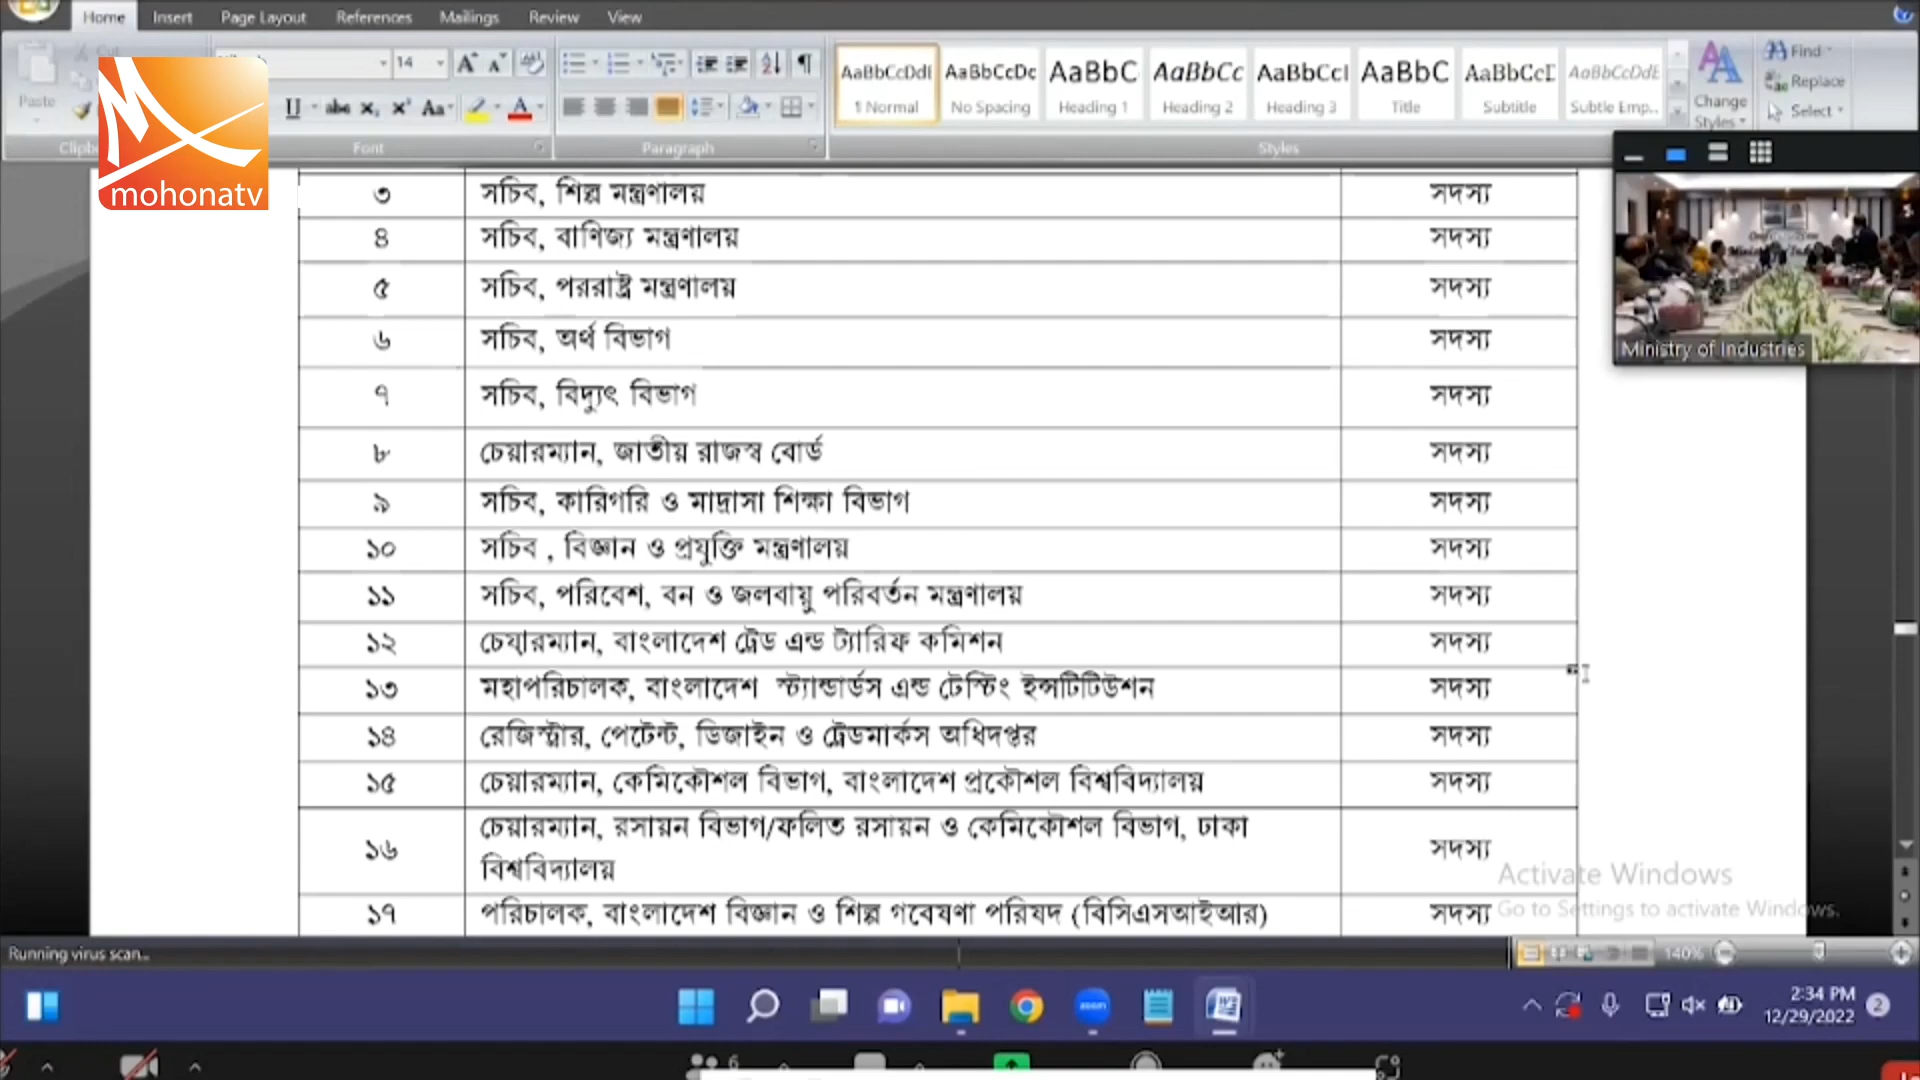 Home Insert Page Layout References Mailings Review View
Cut
Paste
14
Find
Replace
Select
AaBbCcDdI AaBbCcDc AaBbC AaBbCc AaBbCcI AaBbC AaBbCcI AaBbCcDdE
¶ Normal No Spacing Heading 1 Heading 2 Heading 3 Title Subtitle Subtle Emp...
Change Styles
Font Paragraph Styles
mohonatv
Ministry of Industries
৩ সচিব, শিল্প মন্ত্রণালয় সদস্য
৪ সচিব, বাণিজ্য মন্ত্রণালয় সদস্য
৫ সচিব, পররাষ্ট্র মন্ত্রণালয় সদস্য
৬ সচিব, অর্থ বিভাগ সদস্য
৭ সচিব, বিদ্যুৎ বিভাগ সদস্য
৮ চেয়ারম্যান, জাতীয় রাজস্ব বোর্ড সদস্য
৯ সচিব, কারিগরি ও মাদ্রাসা শিক্ষা বিভাগ সদস্য
১০ সচিব , বিজ্ঞান ও প্রযুক্তি মন্ত্রণালয় সদস্য
১১ সচিব, পরিবেশ, বন ও জলবায়ু পরিবর্তন মন্ত্রণালয় সদস্য
১২ চেয়ারম্যান, বাংলাদেশ ট্রেড এন্ড ট্যারিফ কমিশন সদস্য
১৩ মহাপরিচালক, বাংলাদেশ স্ট্যান্ডার্ডস এন্ড টেস্টিং ইন্সটিটিউশন সদস্য
১৪ রেজিস্ট্রার, পেটেন্ট, ডিজাইন ও ট্রেডমার্কস অধিদপ্তর সদস্য
১৫ চেয়ারম্যান, কেমিকৌশল বিভাগ, বাংলাদেশ প্রকৌশল বিশ্ববিদ্যালয় সদস্য
১৬ চেয়ারম্যান, রসায়ন বিভাগ/ফলিত রসায়ন ও কেমিকৌশল বিভাগ, ঢাকা
বিশ্ববিদ্যালয় সদস্য
১৭ পরিচালক, বাংলাদেশ বিজ্ঞান ও শিল্প গবেষণা পরিষদ (বিসিএসআইআর) সদস্য
Activate Windows
Go to Settings to activate Windows.
Running virus scan...
140%
zoom
2:34 PM
12/29/2022
2
6